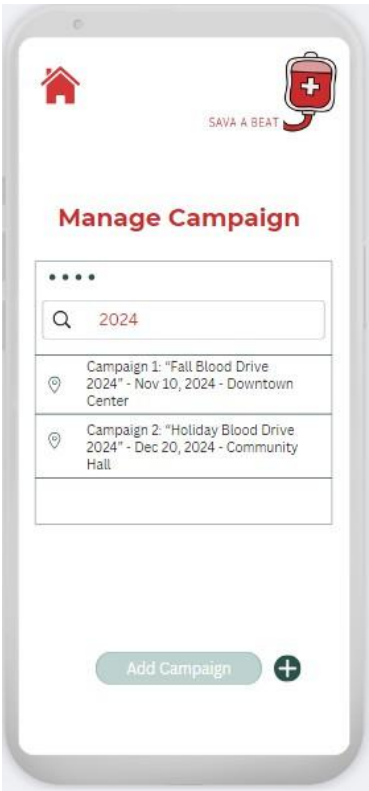 SAVA A BEAT
Manage Campaign
2024
Campaign 1: “Fall Blood Drive
2024” - Nov 10, 2024 - Downtown
Center
Campaign 2: “Holiday Blood Drive
2024” - Dec 20, 2024 - Community
Hall
Add Campaign